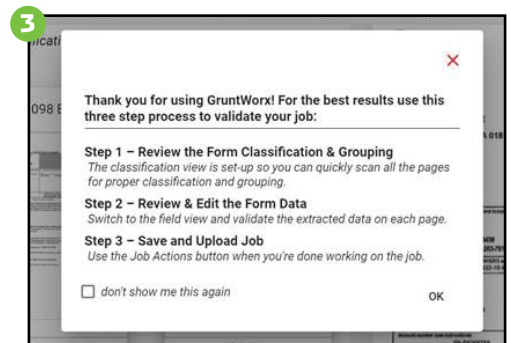 3
icati
098 E
A 018
Thank you for using GruntWorx! For the best results use this
three step process to validate your job:
Step 1 – Review the Form Classification & Grouping
The classification view is set-up so you can quickly scan all the pages
for proper classification and grouping.
Step 2 – Review & Edit the Form Data
Switch to the field view and validate the extracted data on each page.
Step 3 – Save and Upload Job
Use the Job Actions button when you're done working on the job.
don't show me this again
OK